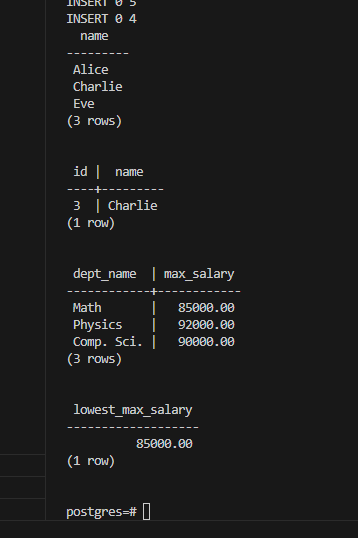 INSERT 0 5
INSERT 0 4
  name
---------
 Alice
 Charlie
 Eve
(3 rows)

 id |  name
----+---------
 3  | Charlie
(1 row)

 dept_name  | max_salary
------------+------------
 Math       |   85000.00
 Physics    |   92000.00
 Comp. Sci. |   90000.00
(3 rows)

 lowest_max_salary
-------------------
          85000.00
(1 row)

postgres=#